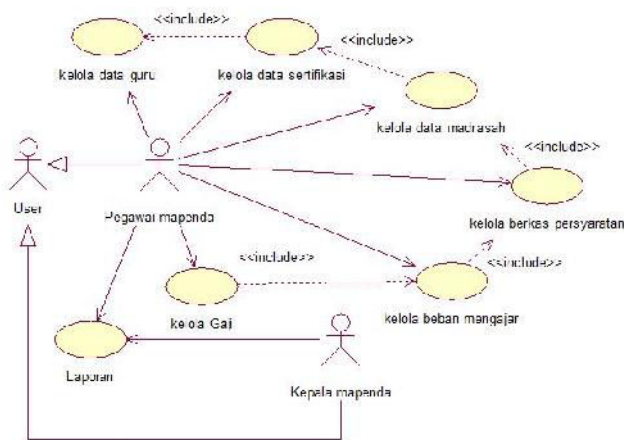 <<include>>
<<include>>
kelola data guru
kelola data sertifikasi
kelola data madrasah
<<include>>
User
Pegawai mapenda
kelola berkas persyaratan
<<include>>
<<include>>
kelola Gaji
kelola beban mengajar
Laporan
Kepala mapenda